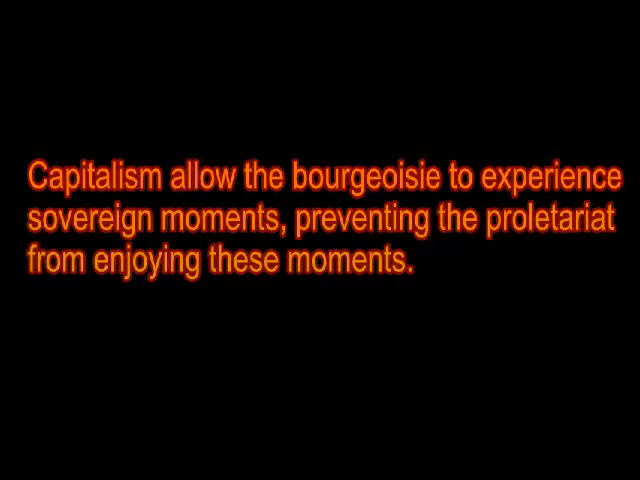 Capitalism allow the bourgeoisie to experience
sovereign moments, preventing the proletariat
from enjoying these moments.